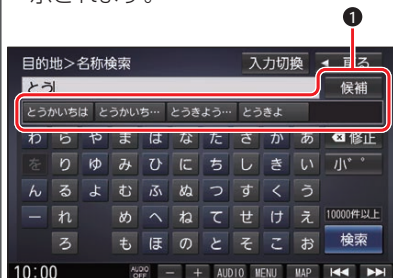 示されます。
1
目的地>名称検索 入力切換 ◀ 戻る
とう 候補
とうかいちは とうかいち… とうきよう… とうきよ
わ ら や ま は な た さ か あ 修正
を り ゆ み ひ に ち し き い 小゛゜
ん る よ む ふ ぬ つ す く う
ー れ め へ ね て せ け え 10000件以上
ろ も ほ の と そ こ お 検索
10:00 AUDIO OFF − + AUDIO MENU MAP